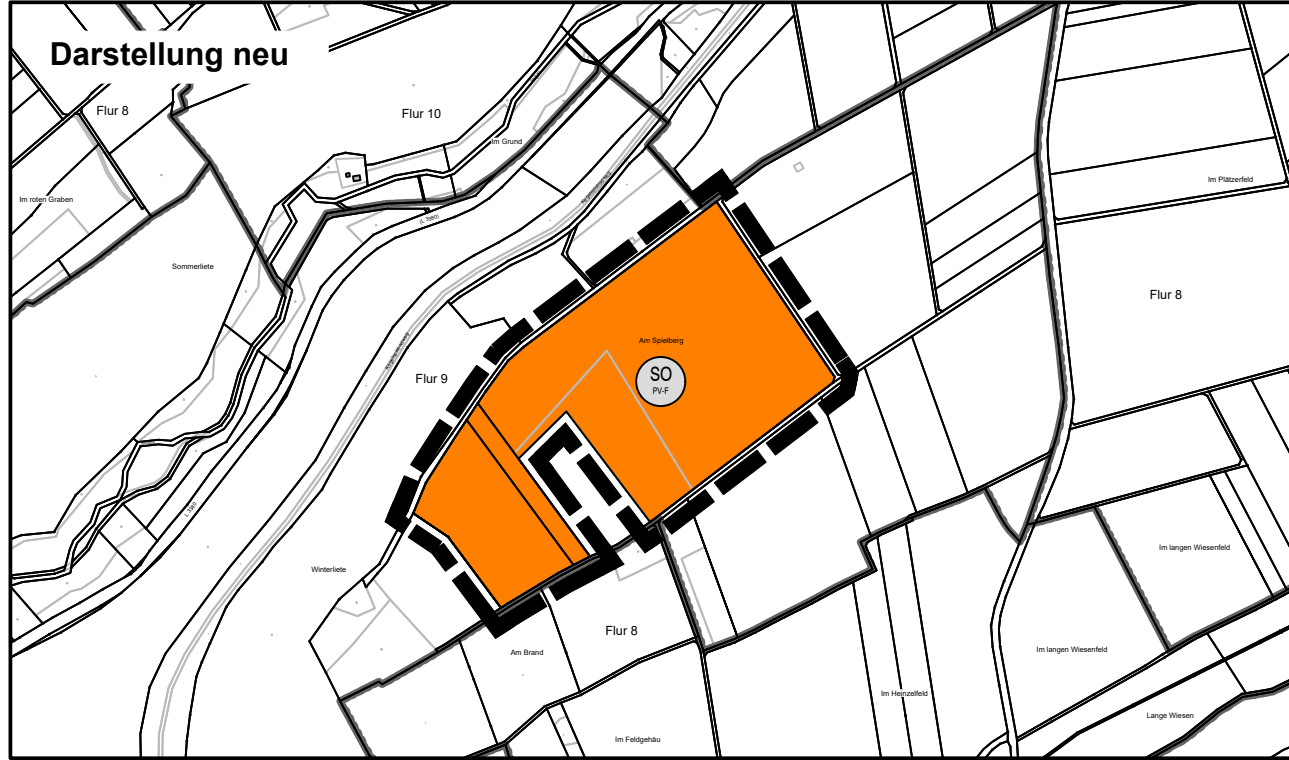 Darstellung neu
Flur 8
Flur 10
Im Grund
Im Plätzerfeld
Im roten Graben
(L 3980)
Sommerliete
Flur 8
Am Spielberg
SO
PV-F
Flur 9
L 3980
Im langen Wiesenfeld
Winterliete
Flur 8
Am Brand
Im langen Wiesenfeld
Im Heinzelfeld
Lange Wiesen
Im Feldgehäu